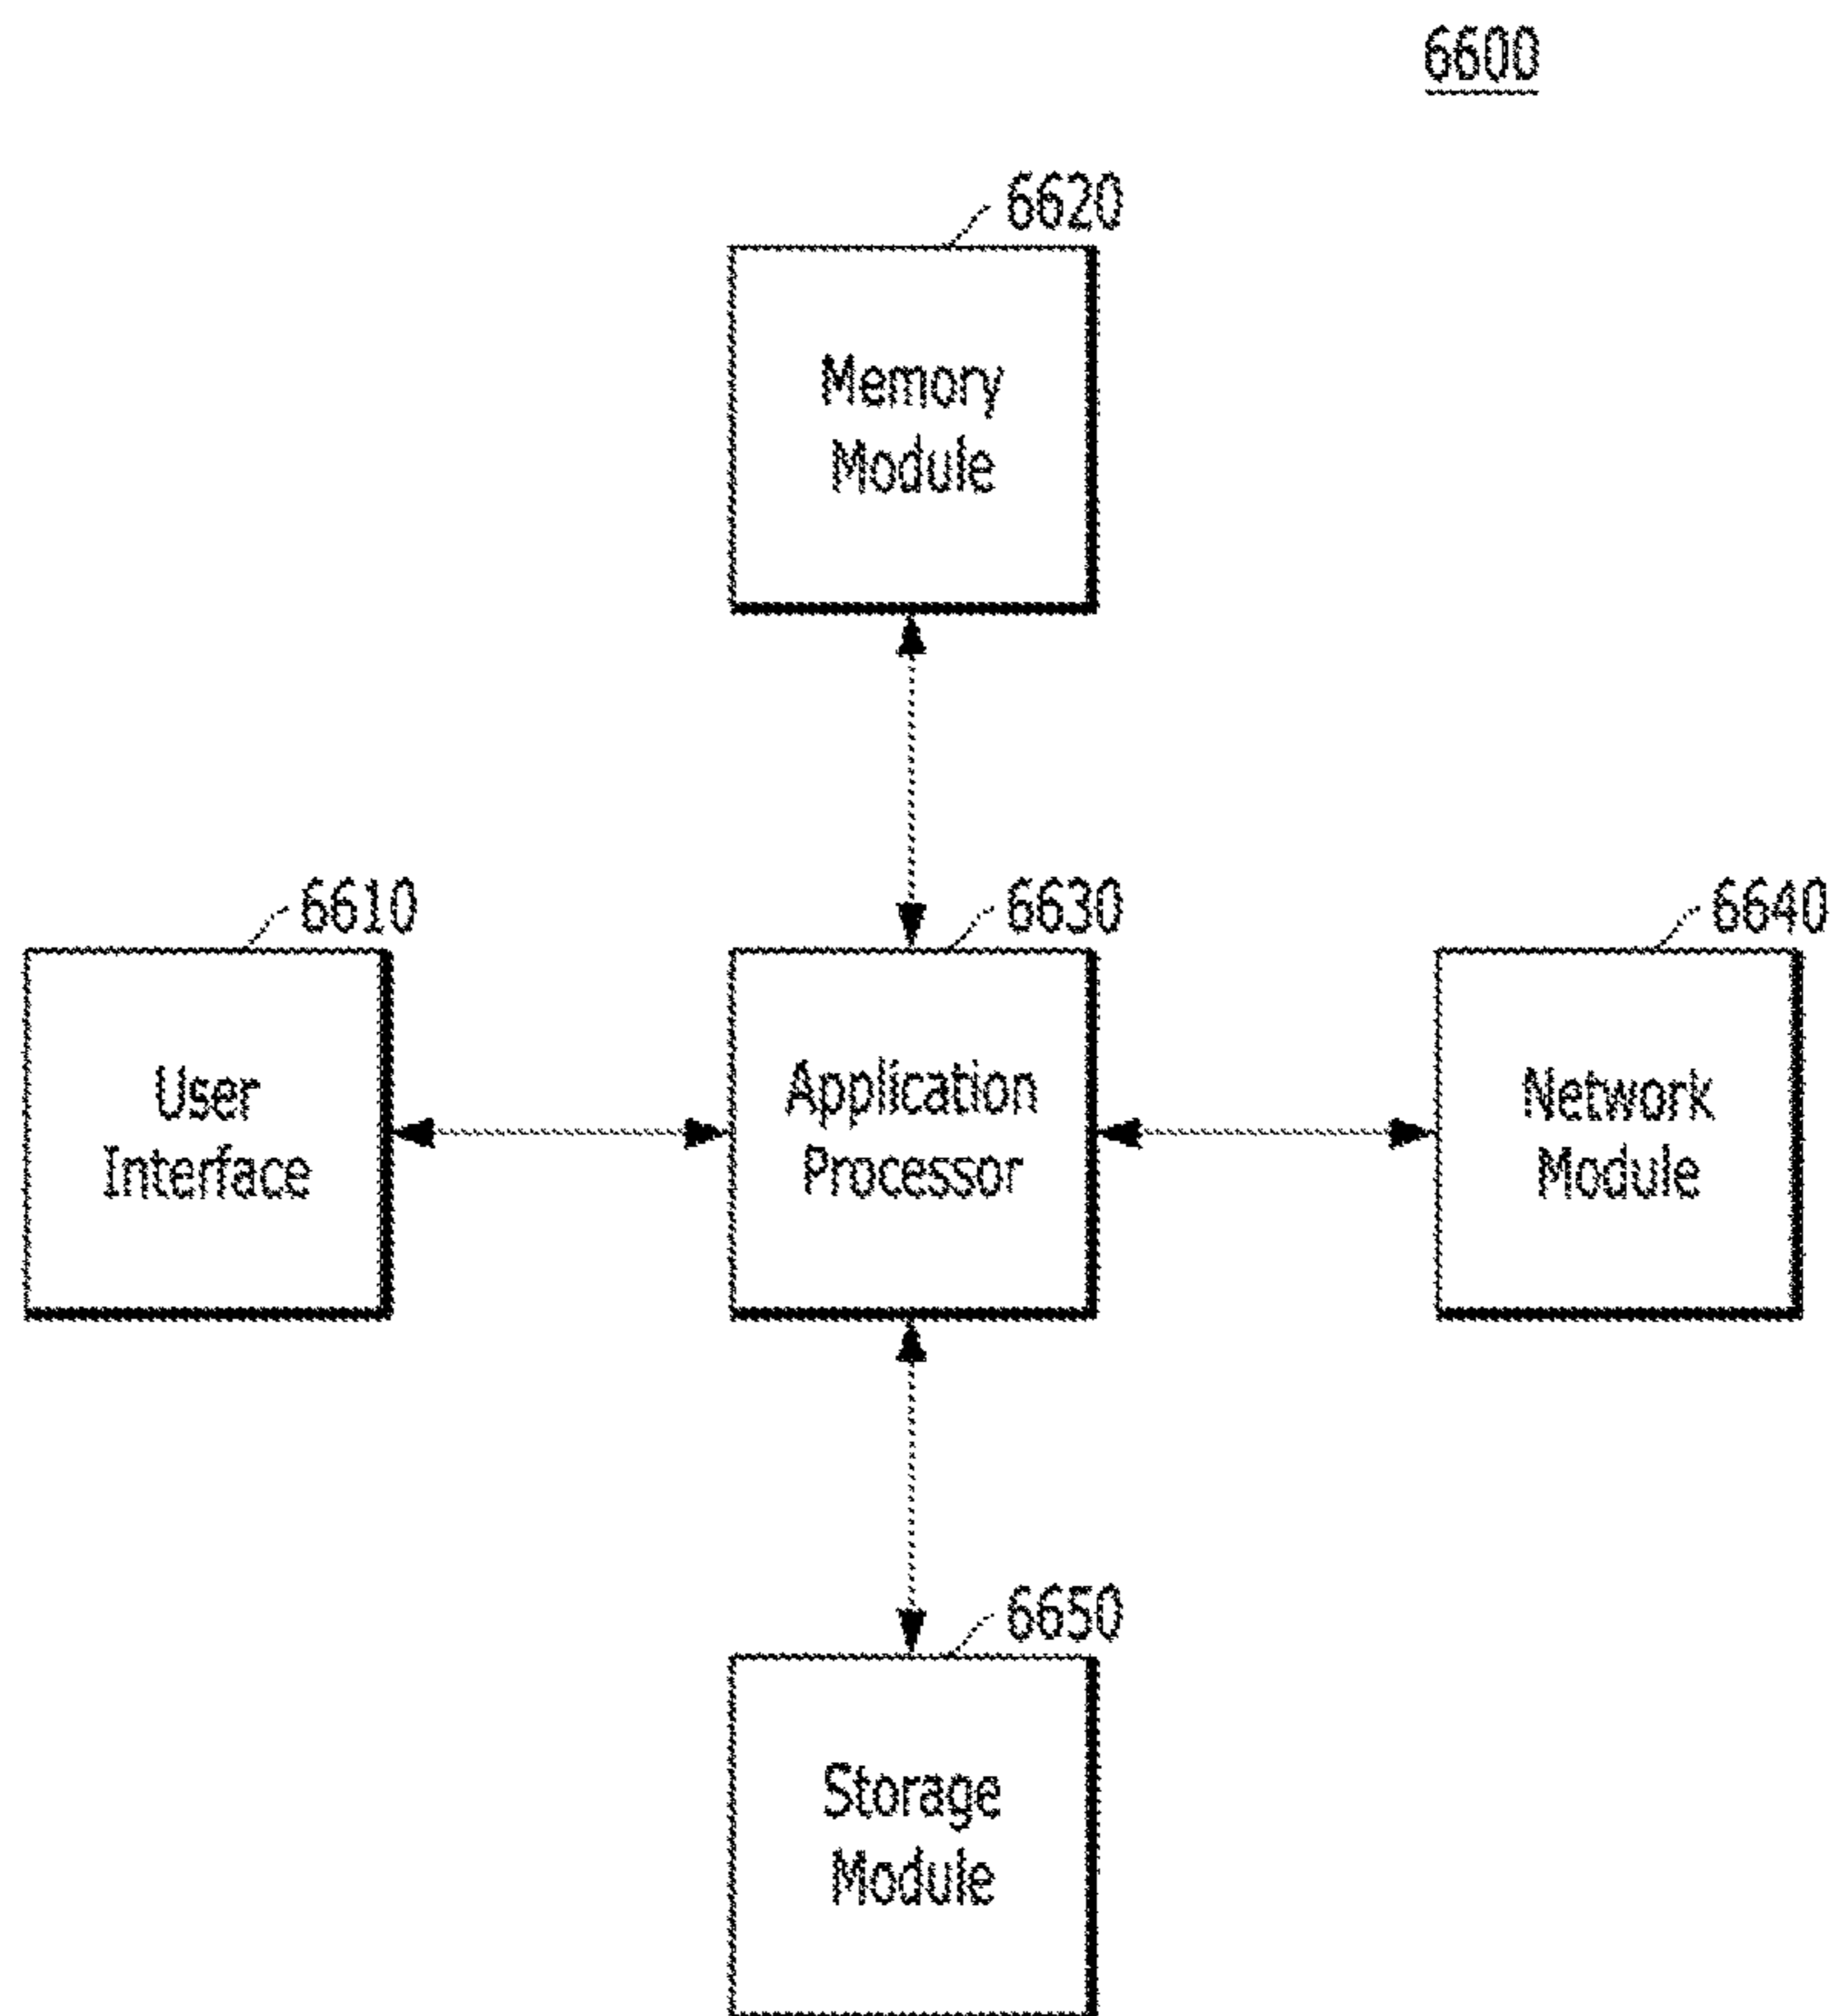 6600
6620
Memory
Module
6610
6630
6640
User
Interface
Application
Processor
Network
Module
6650
Storage
Module